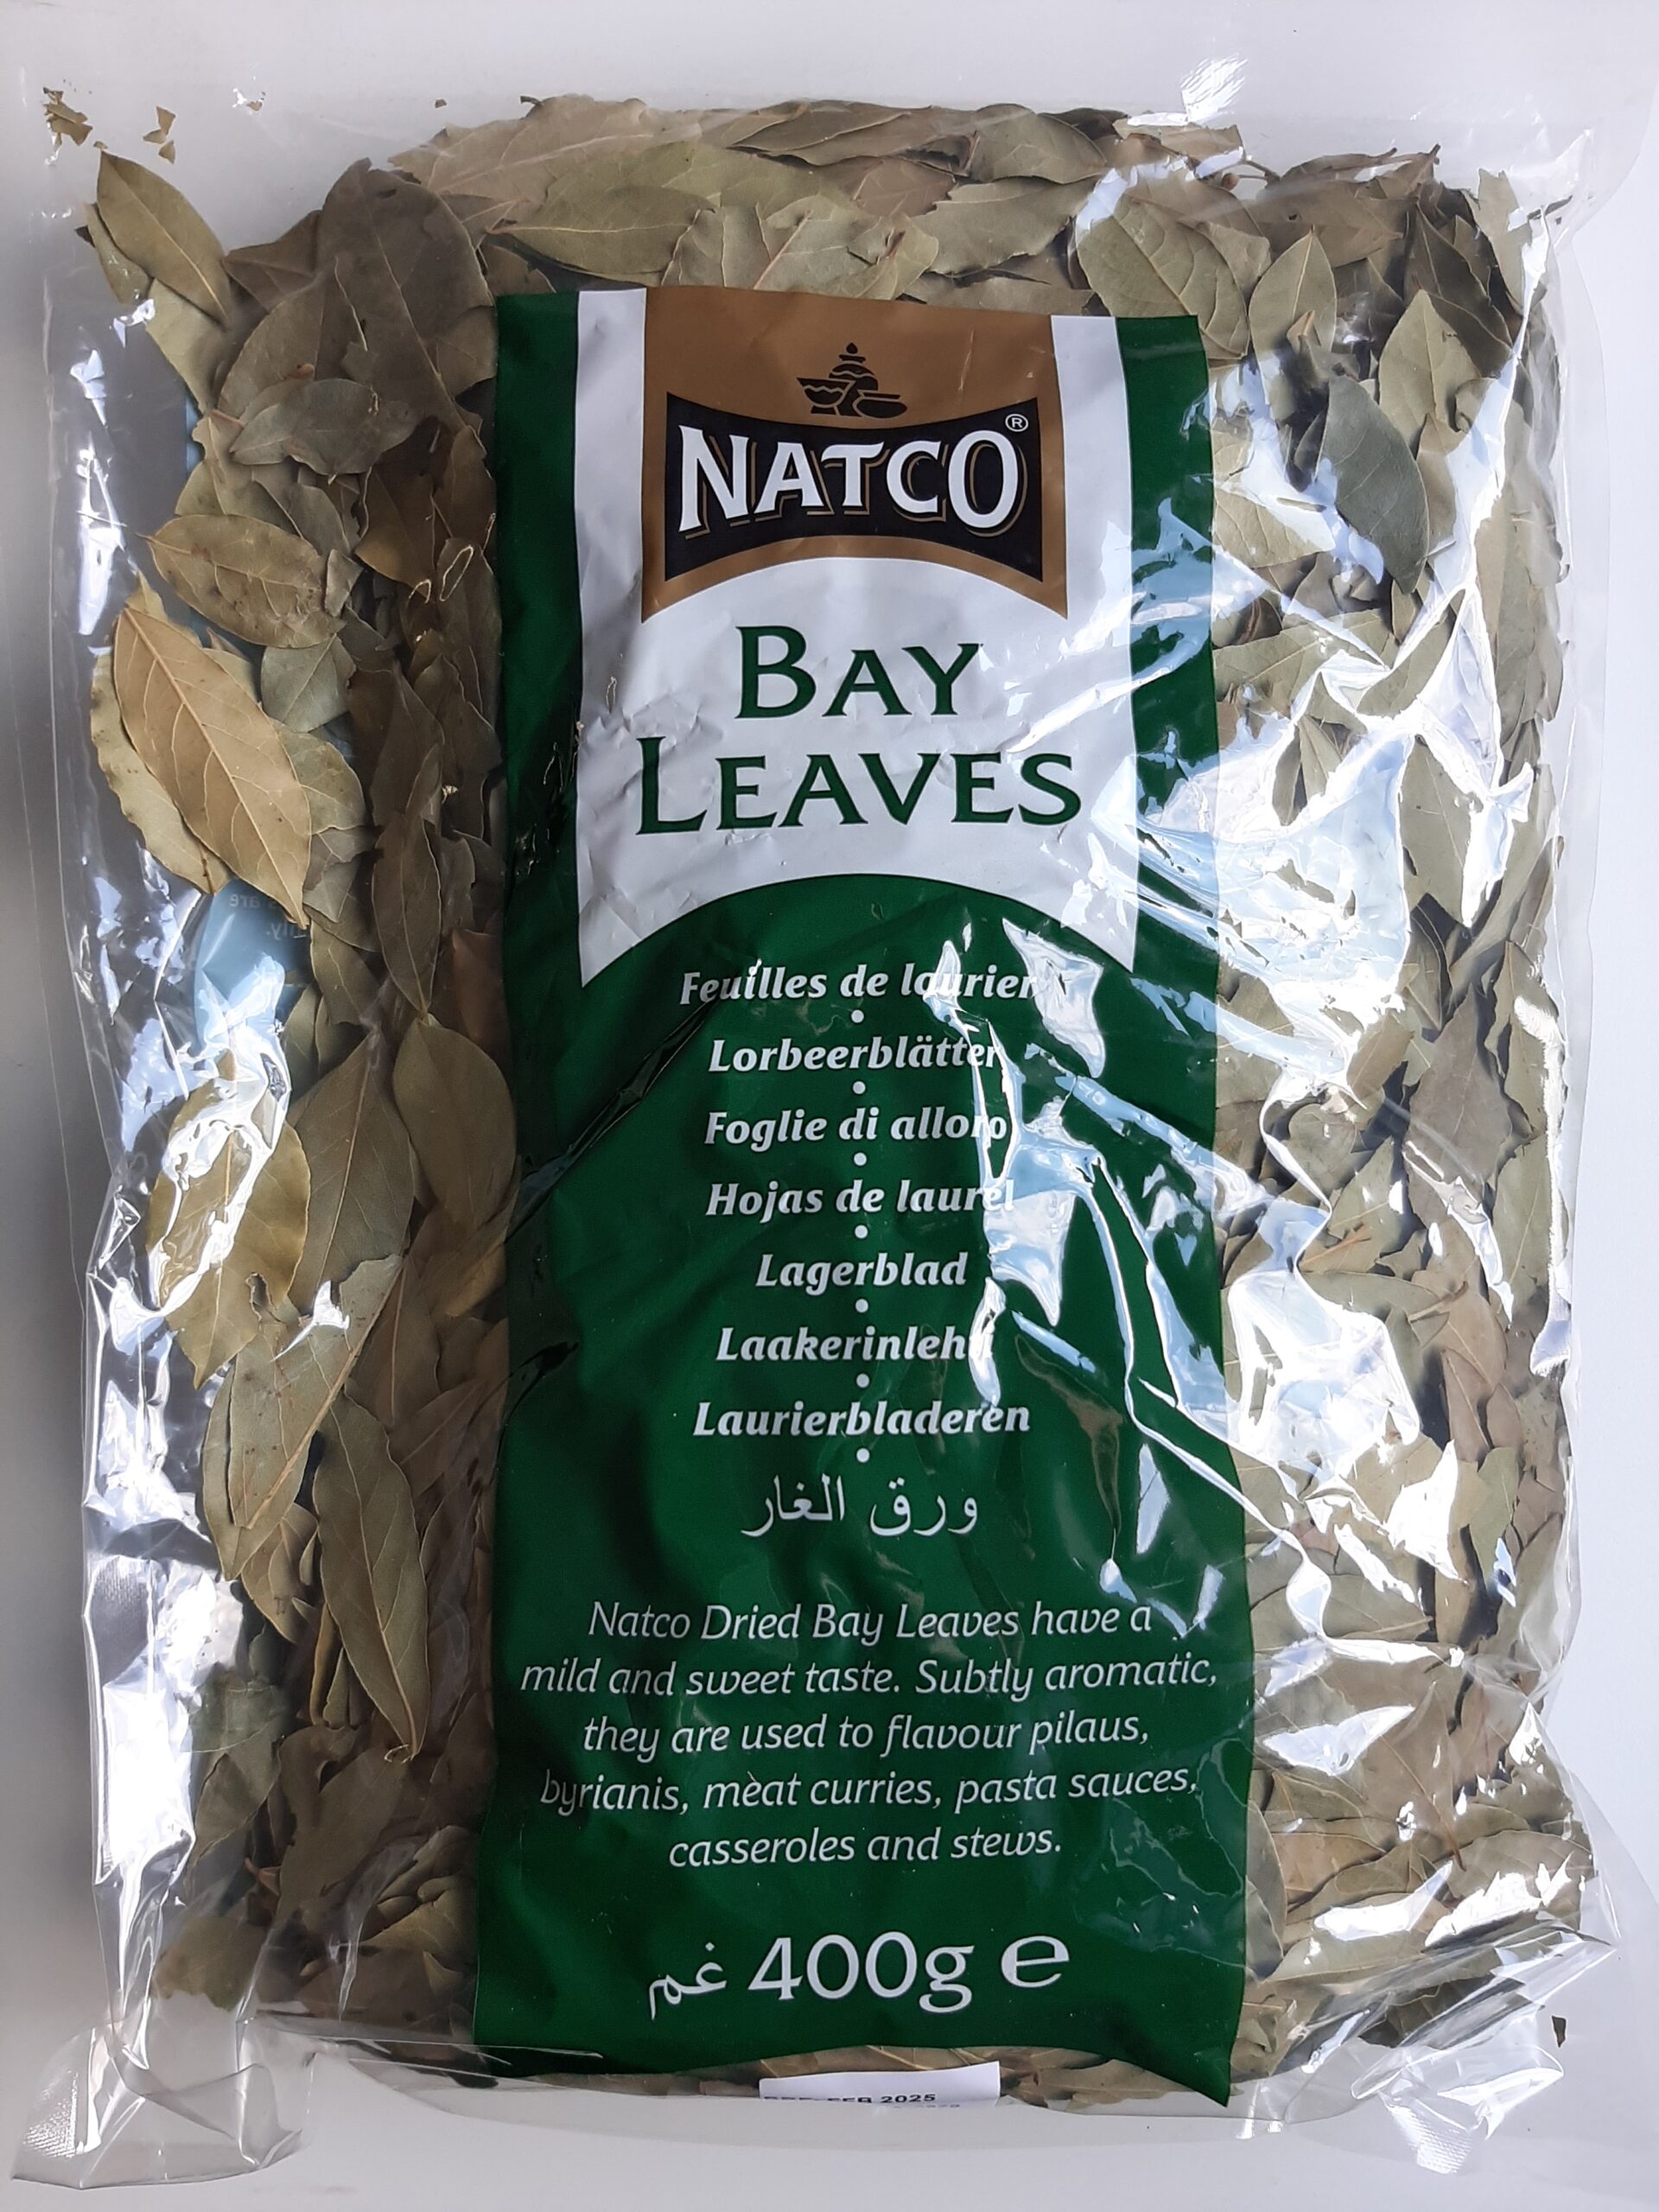 NATCO®
BAY
LEAVES
Feuilles de laurier
•
Lorbeerblätter
•
Foglie di alloro
•
Hojas de laurel
•
Lagerblad
•
•
Laurierbladeren
•
ورق الغار
Natco Dried Bay Leaves have a
mild and sweet taste. Subtly aromatic,
they are used to flavour pilaus,
byrianis, meat curries, pasta sauces,
casseroles and stews.
400g e غم
FEB 2025